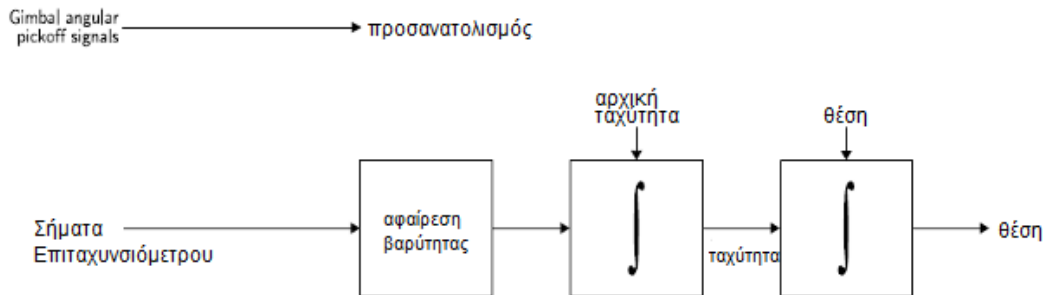 Gimbal angular
pickoff signals
προσανατολισμός
αρχική
ταχύτητα
θέση
Σήματα
Επιταχυνσιόμετρου
αφαίρεση
βαρύτητας
∫
ταχύτητα
∫
θέση